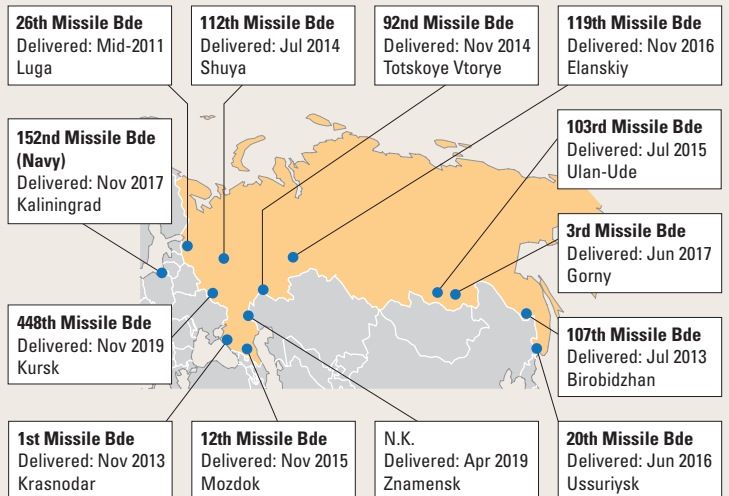 26th Missile Bde
Delivered: Mid-2011
Luga
112th Missile Bde
Delivered: Jul 2014
Shuya
92nd Missile Bde
Delivered: Nov 2014
Totskoye Vtorye
119th Missile Bde
Delivered: Nov 2016
Elanskiy
152nd Missile Bde
(Navy)
Delivered: Nov 2017
Kaliningrad
103rd Missile Bde
Delivered: Jul 2015
Ulan-Ude
3rd Missile Bde
Delivered: Jun 2017
Gorny
448th Missile Bde
Delivered: Nov 2019
Kursk
107th Missile Bde
Delivered: Jul 2013
Birobidzhan
1st Missile Bde
Delivered: Nov 2013
Krasnodar
12th Missile Bde
Delivered: Nov 2015
Mozdok
N.K.
Delivered: Apr 2019
Znamensk
20th Missile Bde
Delivered: Jun 2016
Ussuriysk